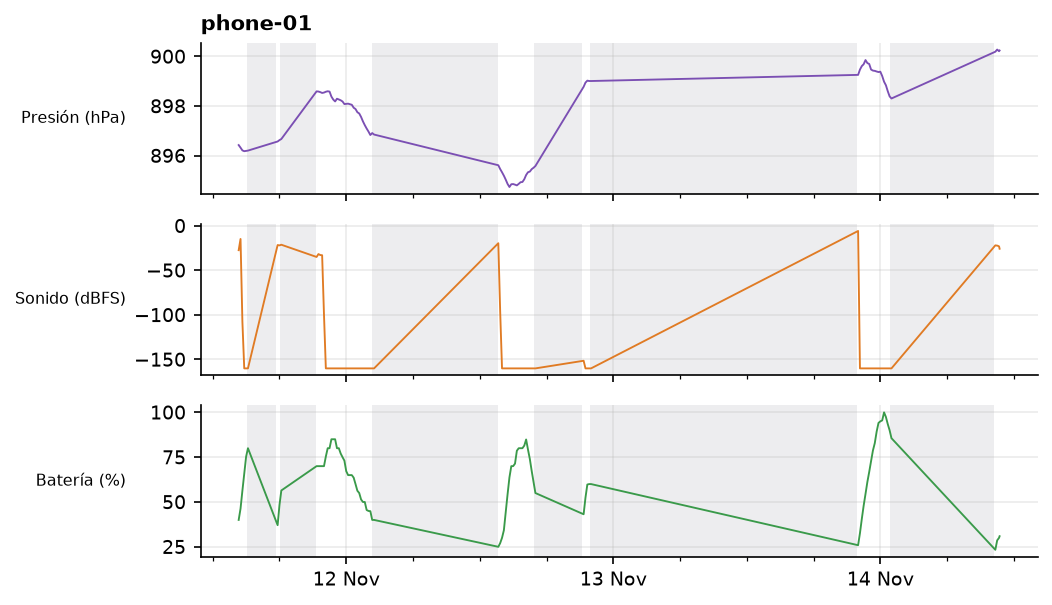 phone-01
Presión (hPa)
900
898
896
Sonido (dBFS)
0
−50
−100
−150
Batería (%)
100
75
50
25
12 Nov
13 Nov
14 Nov